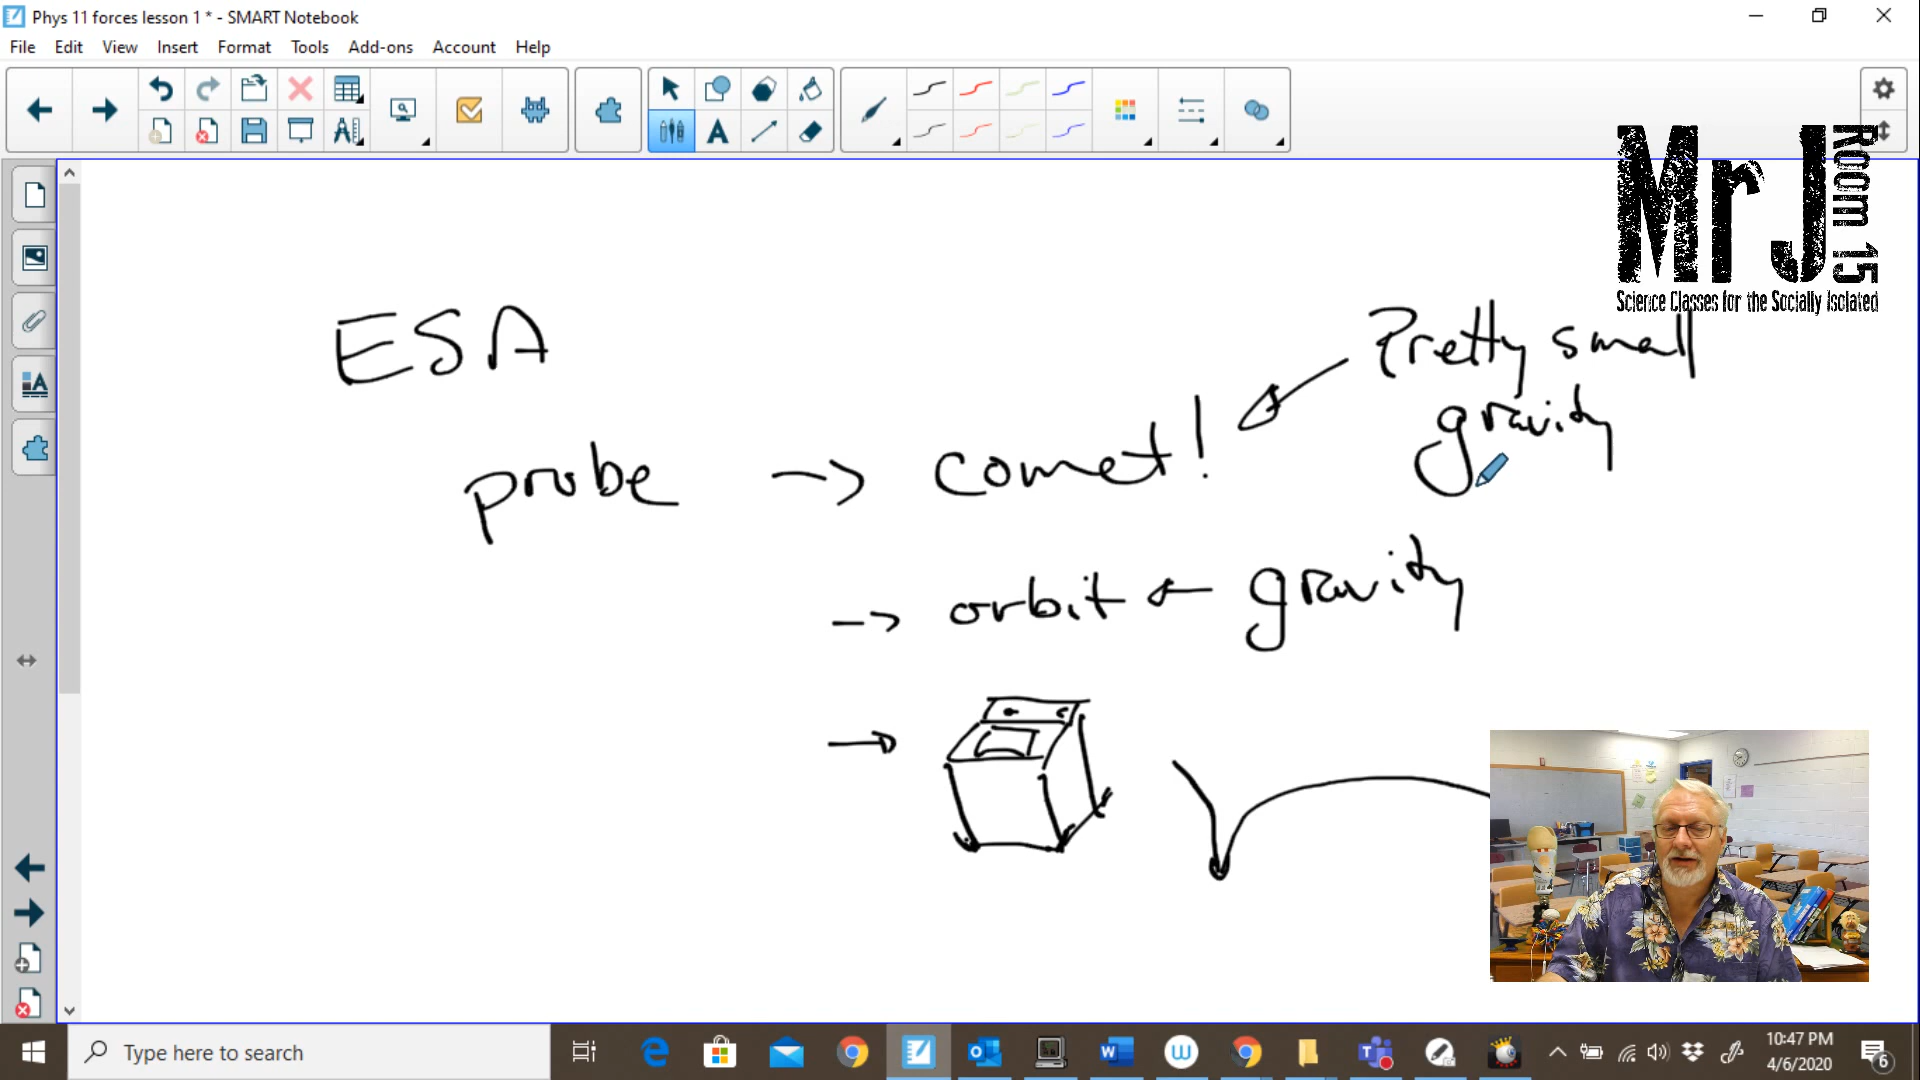 Phys 11 forces lesson 1 * - SMART Notebook
File Edit View Insert Format Tools Add-ons Account Help
MrJ
Room 15
Science Classes for the Socially Isolated
ESA
Pretty small
gravity
probe -> comet!
-> orbit <- gravity
->
Type here to search
10:47 PM
4/6/2020
6